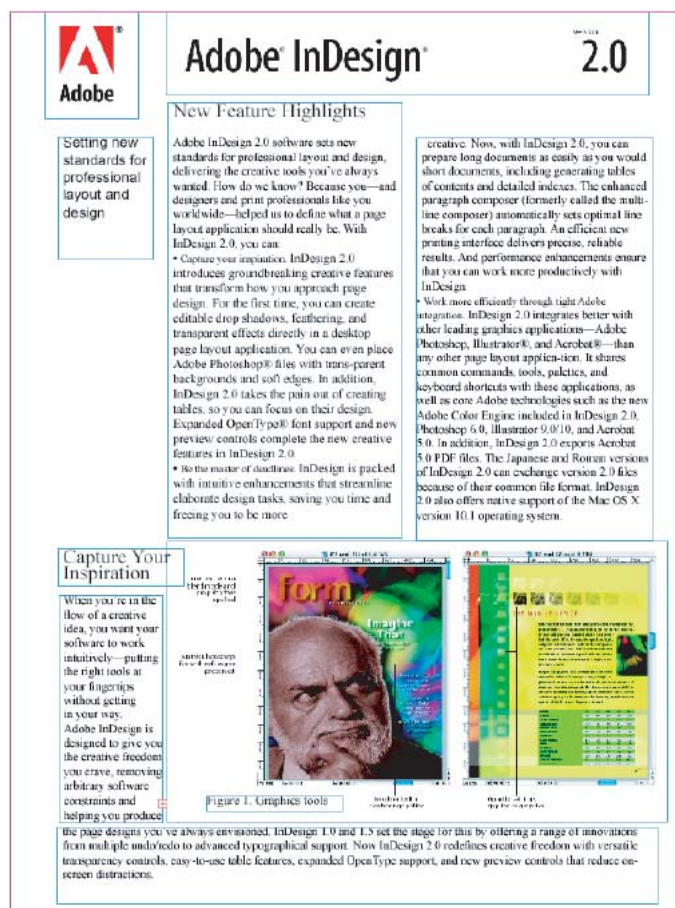 Adobe
Adobe® InDesign®
2.0
Setting new
standards for
professional
layout and
design
New Feature Highlights
Adobe InDesign 2.0 software sets new
standards for professional layout and design,
delivering the creative tools you've always
wanted. How do we know? Because you—and
designers and print professionals like you
worldwide—helped us to define what a page
layout application should really be. With
InDesign 2.0, you can:
• Capture your inspiration. InDesign 2.0
introduces groundbreaking creative features
that transform how you approach page
design. For the first time, you can create
editable drop shadows, feathering, and
transparent effects directly in a desktop
page layout application. You can even place
Adobe Photoshop® files with trans-parent
backgrounds and soft edges. In addition,
InDesign 2.0 takes the pain out of creating
tables, so you can focus on their design.
Expanded OpenType® font support and new
preview controls complete the new creative
features in InDesign 2.0.
• Be the master of deadlines. InDesign is packed
with intuitive enhancements that streamline
elaborate design tasks, saving you time and
freeing you to be more
creative. Now, with InDesign 2.0, you can
prepare long documents as easily as you would
short documents, including generating tables
of contents and detailed indexes. The enhanced
paragraph composer (formerly called the multi-
line composer) automatically sets optimal line
breaks for each paragraph. An efficient new
printing interface delivers precise, reliable
results. And performance enhancements ensure
that you can work more productively with
InDesign
• Work more efficiently through tight Adobe
integration. InDesign 2.0 integrates better with
other leading graphics applications—Adobe
Photoshop, Illustrator®, and Acrobat®—than
any other page layout applica-tion. It shares
common commands, tools, palettes, and
keyboard shortcuts with these applications, as
well as core Adobe technologies such as the new
Adobe Color Engine included in InDesign 2.0,
Photoshop 6.0, Illustrator 9.0/10, and Acrobat
5.0. In addition, InDesign 2.0 exports Acrobat
5.0 PDF files. The Japanese and Roman versions
of InDesign 2.0 can exchange version 2.0 files
because of their common file format. InDesign
2.0 also offers native support of the Mac OS X
version 10.1 operating system.
Capture Your
Inspiration
When you're in the
flow of a creative
idea, you want your
software to work
intuitively—putting
the right tools at
your fingertips
without getting
in your way.
Adobe InDesign is
designed to give you
the creative freedom
you crave, removing
arbitrary software
constraints and
helping you produce
form
Imagine
That
Figure 1. Graphics tools
the page designs you've always envisioned. InDesign 1.0 and 1.5 set the stage for this by offering a range of innovations
from multiple undo/redo to advanced typographical support. Now InDesign 2.0 redefines creative freedom with versatile
transparency controls, easy-to-use table features, expanded OpenType support, and new preview controls that reduce on-
screen distractions.